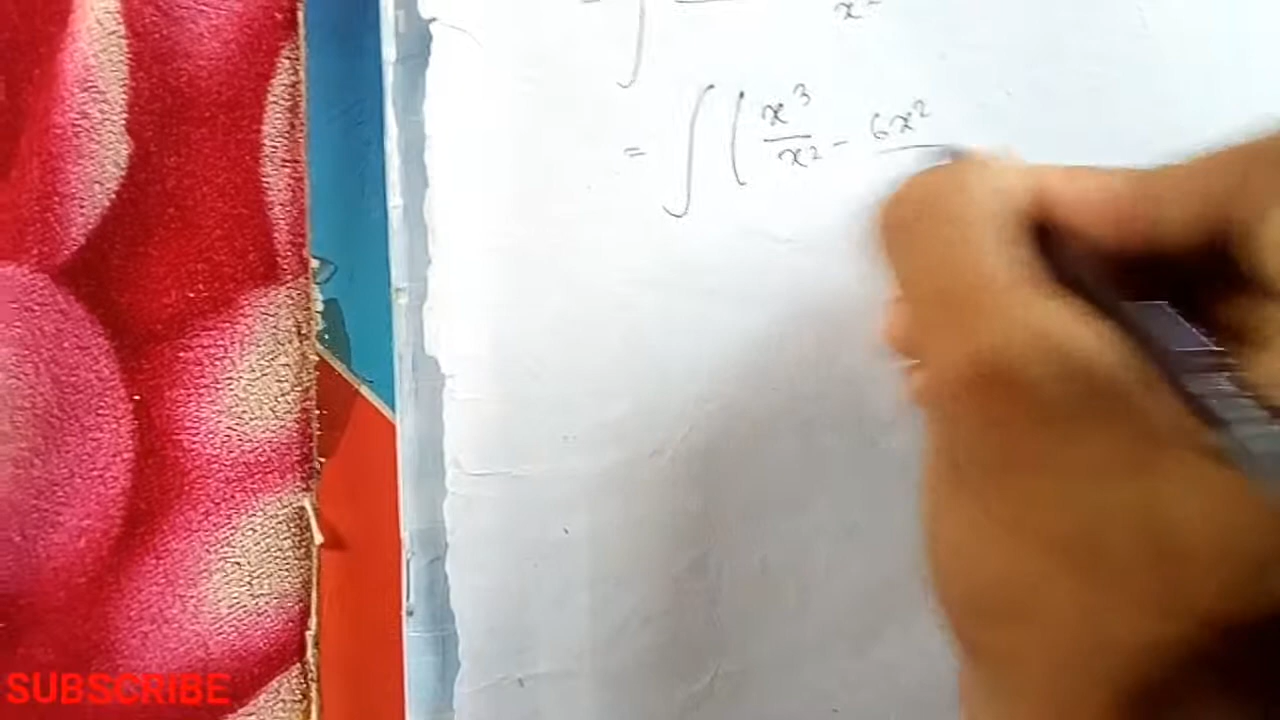 = ∫
= ∫ ( x³/x² - 6x²
SUBSCRIBE